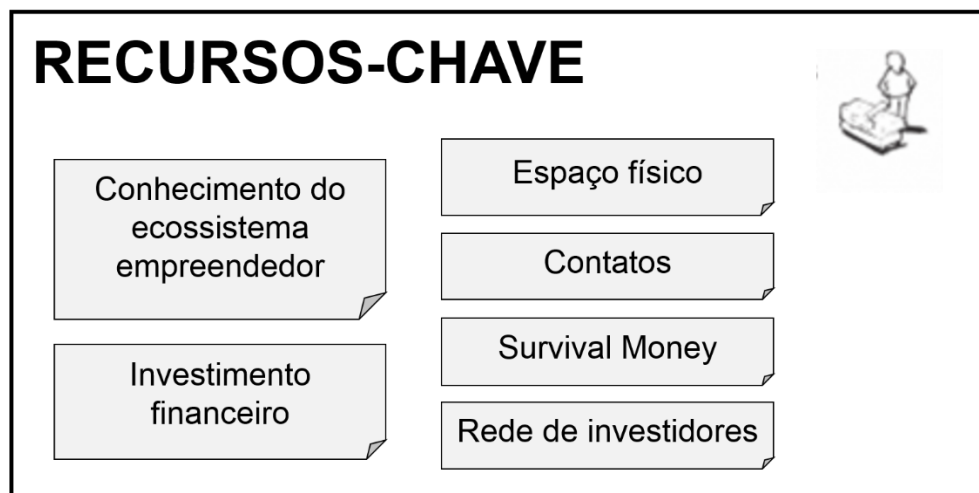 RECURSOS-CHAVE
Conhecimento do
ecossistema
empreendedor
Investimento
financeiro
Espaço físico
Contatos
Survival Money
Rede de investidores